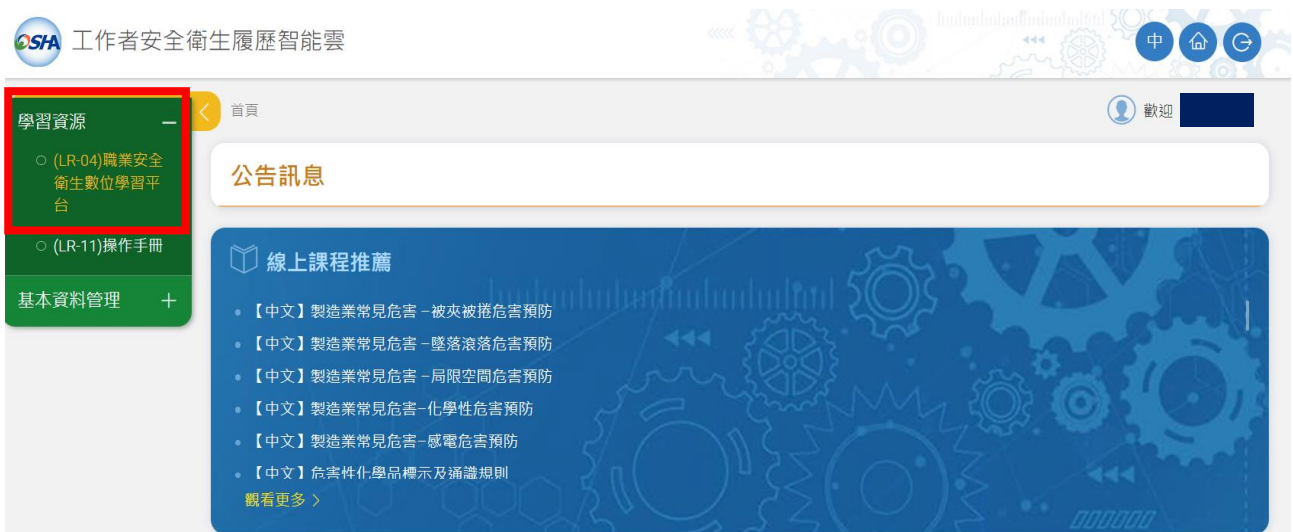 OSHA 工作者安全衛生履歷智能雲
中
學習資源
首頁
歡迎
(LR-04)職業安全
衛生數位學習平
台
(LR-11)操作手冊
基本資料管理
公告訊息
線上課程推薦
【中文】製造業常見危害－被夾被捲危害預防
【中文】製造業常見危害－墜落滾落危害預防
【中文】製造業常見危害－局限空間危害預防
【中文】製造業常見危害-化學性危害預防
【中文】製造業常見危害-感電危害預防
【中文】危害性化學品標示及通識規則
觀看更多